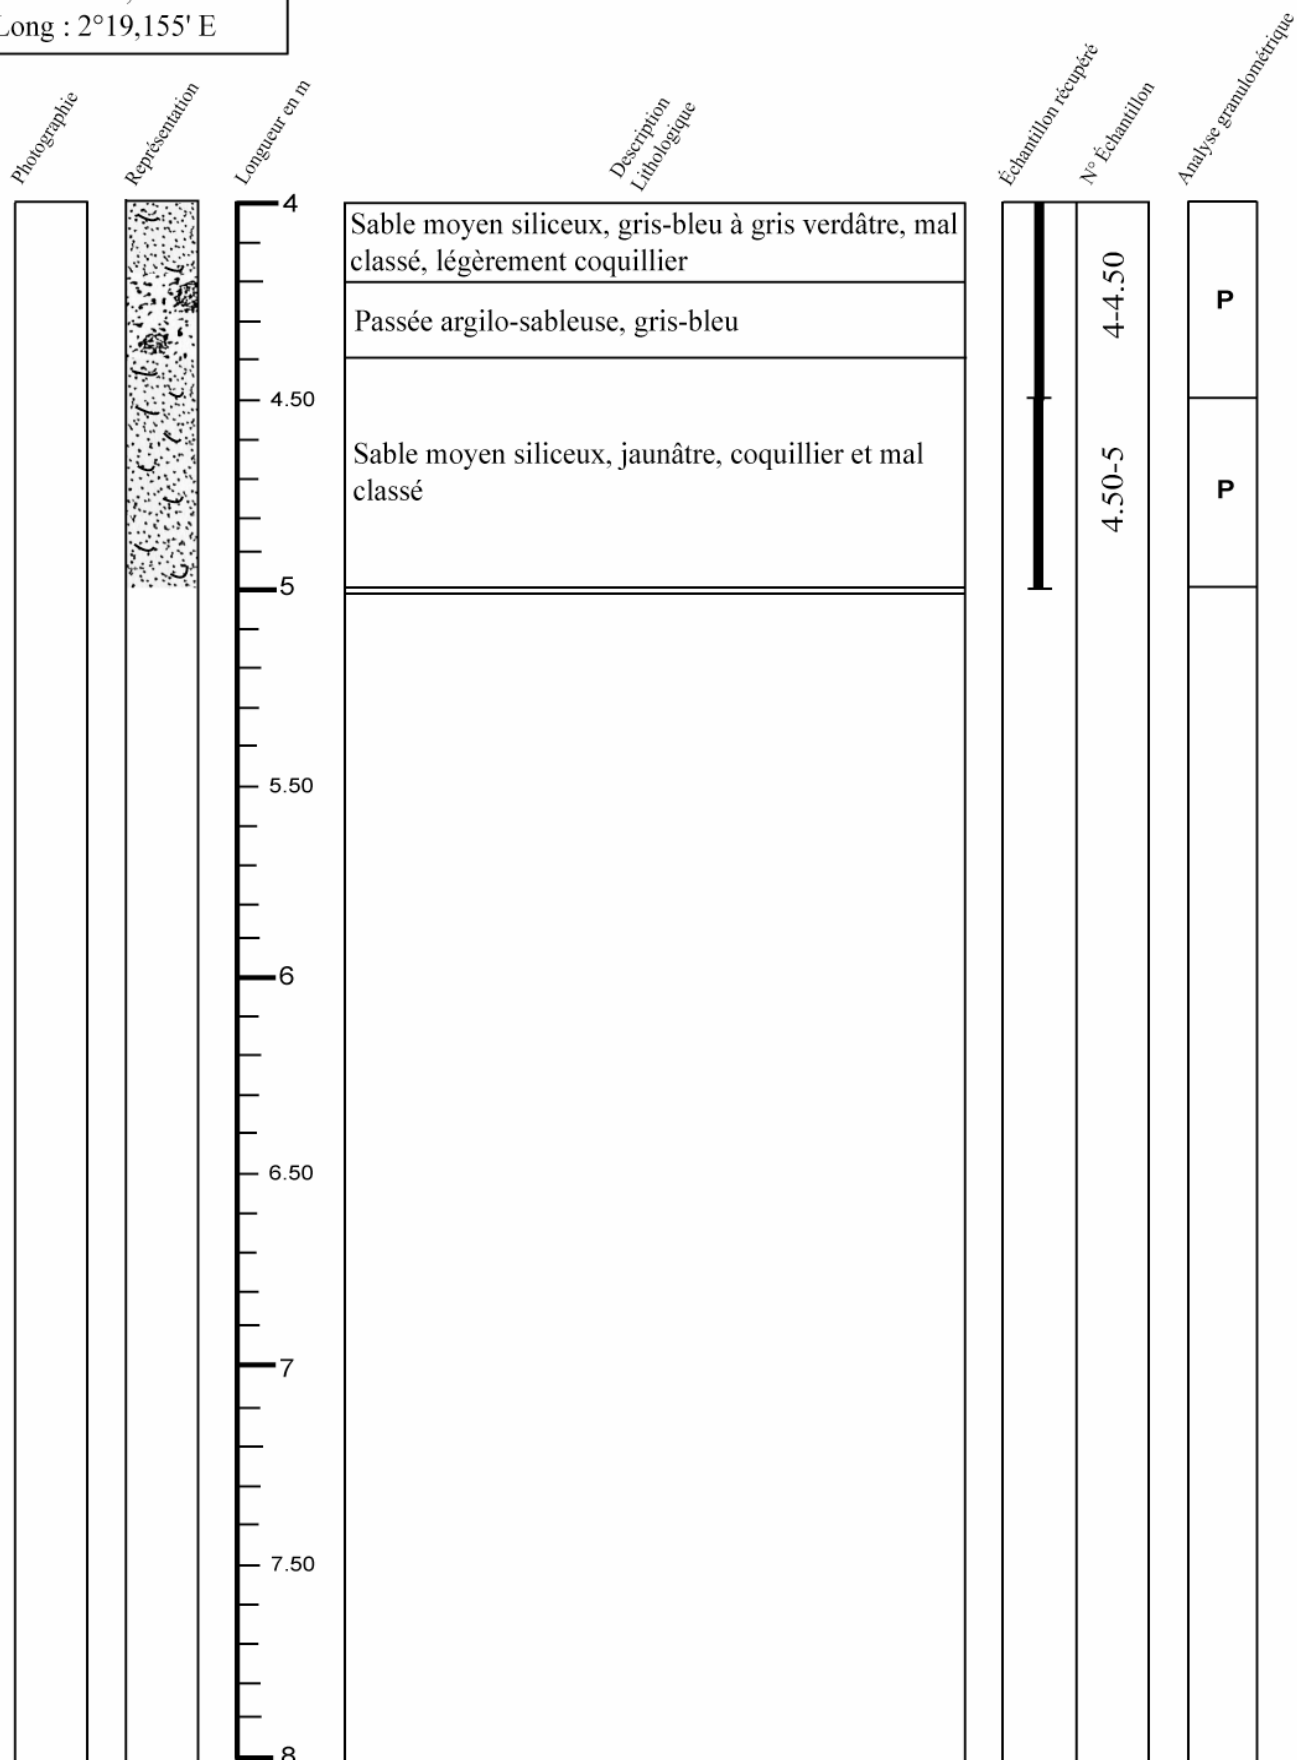 Long : 2°19,155' E
Photographie
Représentation
Longueur en m
Description
Lithologique
Échantillon récupéré
N° Échantillon
Analyse granulométrique
4
Sable moyen siliceux, gris-bleu à gris verdâtre, mal
classé, légèrement coquillier
4-4.50
P
Passée argilo-sableuse, gris-bleu
4.50
Sable moyen siliceux, jaunâtre, coquillier et mal
classé
4.50-5
P
5
5.50
6
6.50
7
7.50
8